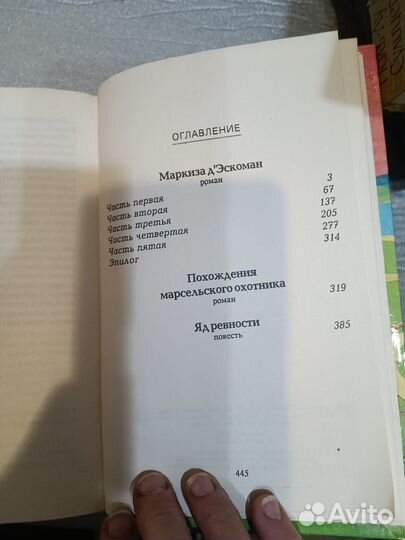 ОГЛАВЛЕНИЕ
Маркиза д'Эскоман
роман
Часть первая 3
Часть вторая 67
Часть третья 137
Часть четвертая 205
Часть пятая 277
Эпилог 314
Похождения
марсельского охотника 319
роман
Яд ревности 385
повесть
445
Avito